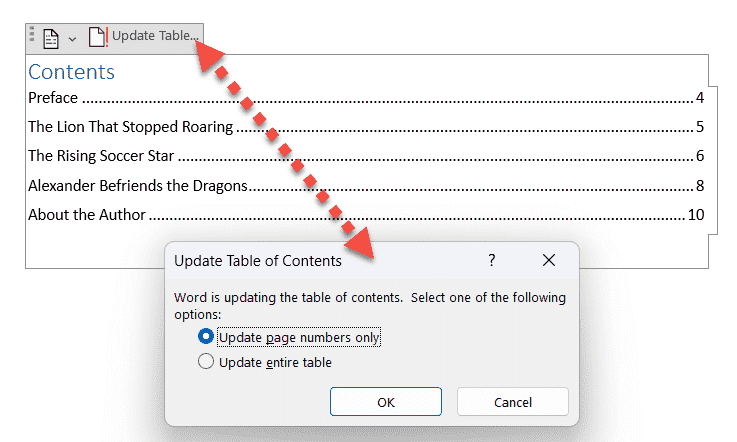 Update Table...
Contents
Preface ........................................................................................................ 4
The Lion That Stopped Roaring ........................................................................ 5
The Rising Soccer Star ........................................................................ 6
Alexander Befriends the Dragons........................................................................ 8
About the Author ........................................................................ 10
Update Table of Contents ?
Word is updating the table of contents. Select one of the following
options:
Update page numbers only
Update entire table
OK Cancel